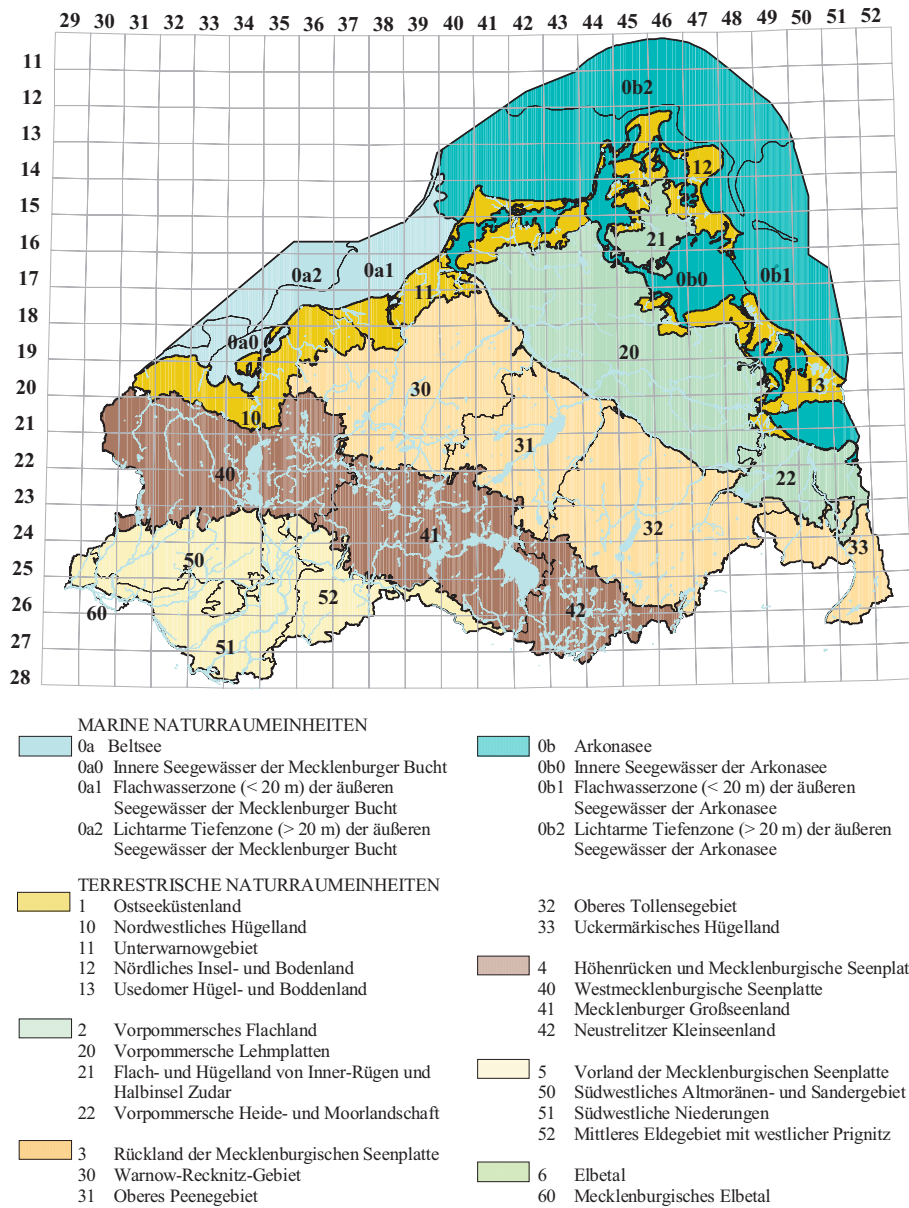 29 30 31 32 33 34 35 36 37 38 39 40 41 42 43 44 45 46 47 48 49 50 51 52
11
12
13
14
15
16
17
18
19
20
21
22
23
24
25
26
27
28
0b2
12
21
0a2
0a1
11
0b0
0b1
0a0
20
30
13
10
31
40
22
41
32
33
50
52
42
60
51
MARINE NATURRAUMEINHEITEN
0a Beltsee
0a0 Innere Seegewässer der Mecklenburger Bucht
0a1 Flachwasserzone (< 20 m) der äußeren
Seegewässer der Mecklenburger Bucht
0a2 Lichtarme Tiefenzone (> 20 m) der äußeren
Seegewässer der Mecklenburger Bucht
0b Arkonasee
0b0 Innere Seegewässer der Arkonasee
0b1 Flachwasserzone (< 20 m) der äußeren
Seegewässer der Arkonasee
0b2 Lichtarme Tiefenzone (> 20 m) der äußeren
Seegewässer der Arkonasee
TERRESTRISCHE NATURRAUMEINHEITEN
1 Ostseeküstenland
10 Nordwestliches Hügelland
11 Unterwarnowgebiet
12 Nördliches Insel- und Bodenland
13 Usedomer Hügel- und Boddenland
2 Vorpommersches Flachland
20 Vorpommersche Lehmplatten
21 Flach- und Hügelland von Inner-Rügen und
Halbinsel Zudar
22 Vorpommersche Heide- und Moorlandschaft
3 Rückland der Mecklenburgischen Seenplatte
30 Warnow-Recknitz-Gebiet
31 Oberes Peenegebiet
32 Oberes Tollensegebiet
33 Uckermärkisches Hügelland
4 Höhenrücken und Mecklenburgische Seenplat
40 Westmecklenburgische Seenplatte
41 Mecklenburger Großseenland
42 Neustrelitzer Kleinseenland
5 Vorland der Mecklenburgischen Seenplatte
50 Südwestliches Altmoränen- und Sandergebiet
51 Südwestliche Niederungen
52 Mittleres Eldegebiet mit westlicher Prignitz
6 Elbetal
60 Mecklenburgisches Elbetal